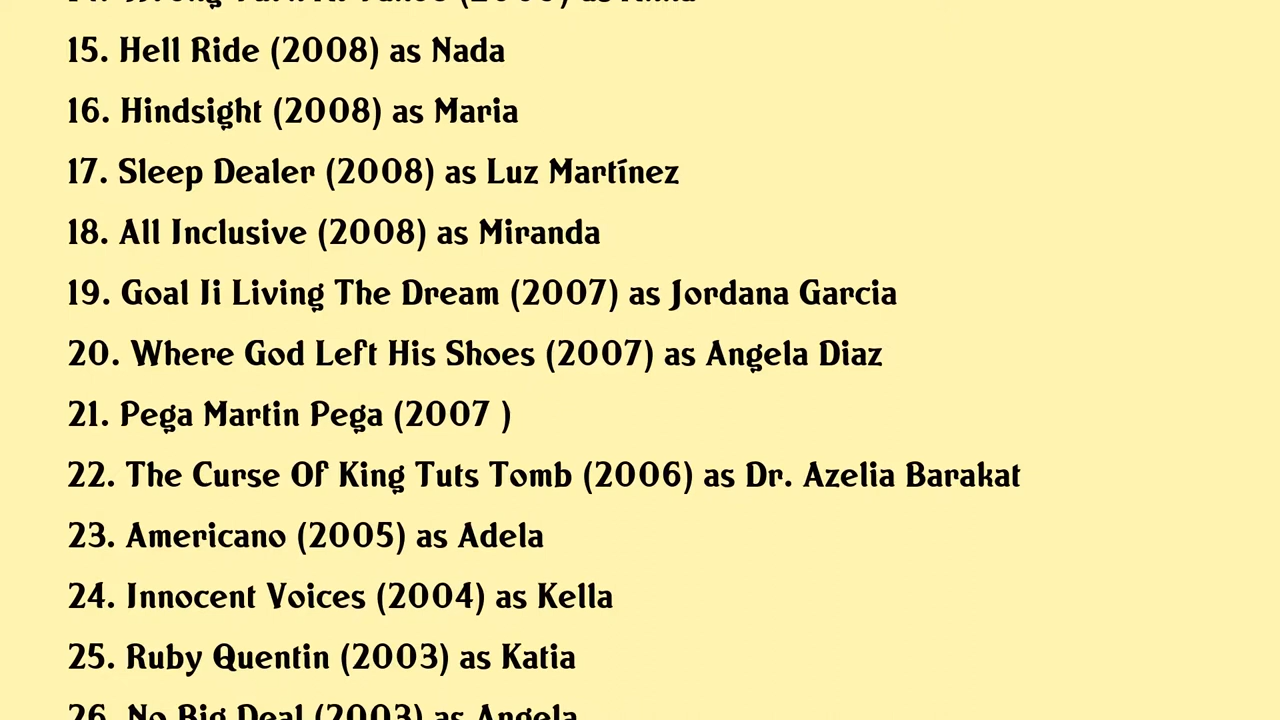 15. Hell Ride (2008) as Nada
16. Hindsight (2008) as Maria
17. Sleep Dealer (2008) as Luz Martínez
18. All Inclusive (2008) as Miranda
19. Goal Ii Living The Dream (2007) as Jordana Garcia
20. Where God Left His Shoes (2007) as Angela Diaz
21. Pega Martin Pega (2007 )
22. The Curse Of King Tuts Tomb (2006) as Dr. Azelia Barakat
23. Americano (2005) as Adela
24. Innocent Voices (2004) as Kella
25. Ruby Quentin (2003) as Katia
26. No Big Deal (2003) as Angela